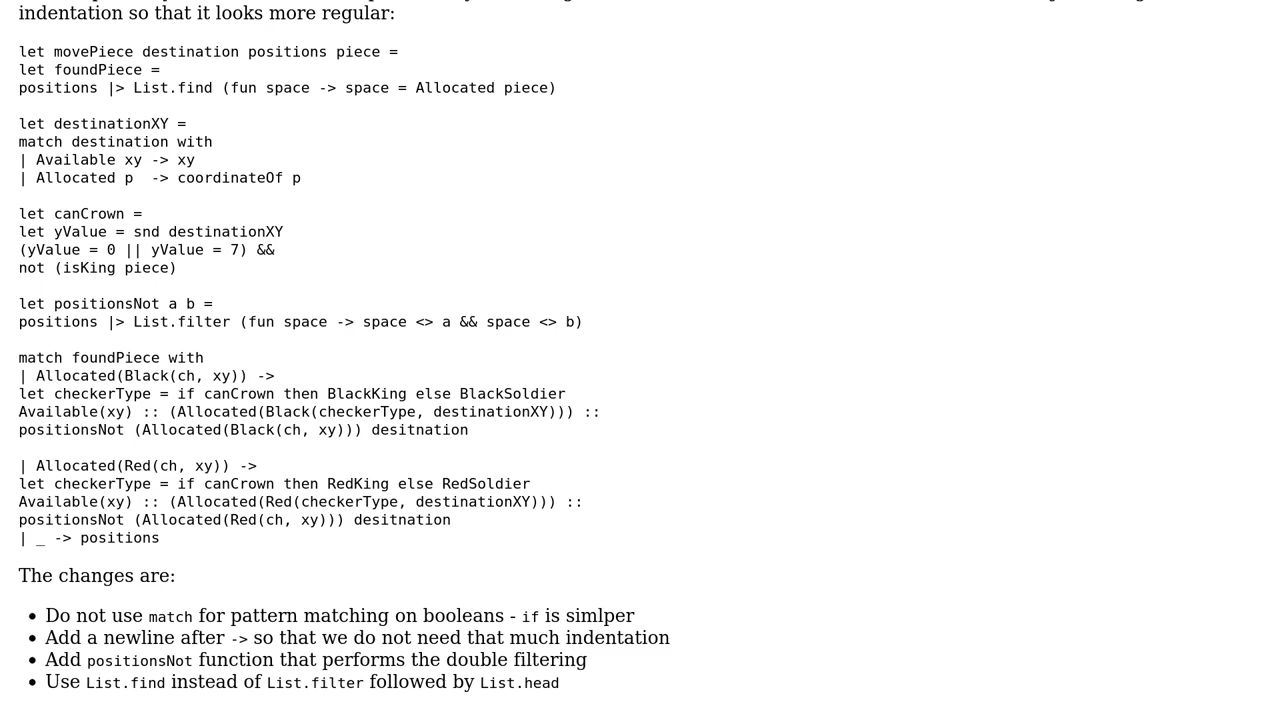 indentation so that it looks more regular:
let movePiece destination positions piece =
let foundPiece =
positions |> List.find (fun space -> space = Allocated piece)
let destinationXY =
match destination with
| Available xy -> xy
| Allocated p  -> coordinateOf p
let canCrown =
let yValue = snd destinationXY
(yValue = 0 || yValue = 7) &&
not (isKing piece)
let positionsNot a b =
positions |> List.filter (fun space -> space <> a && space <> b)
match foundPiece with
| Allocated(Black(ch, xy)) ->
let checkerType = if canCrown then BlackKing else BlackSoldier
Available(xy) :: (Allocated(Black(checkerType, destinationXY))) ::
positionsNot (Allocated(Black(ch, xy))) desitnation
| Allocated(Red(ch, xy)) ->
let checkerType = if canCrown then RedKing else RedSoldier
Available(xy) :: (Allocated(Red(checkerType, destinationXY))) ::
positionsNot (Allocated(Red(ch, xy))) desitnation
| _ -> positions
The changes are:
• Do not use match for pattern matching on booleans - if is simlper
• Add a newline after -> so that we do not need that much indentation
• Add positionsNot function that performs the double filtering
• Use List.find instead of List.filter followed by List.head